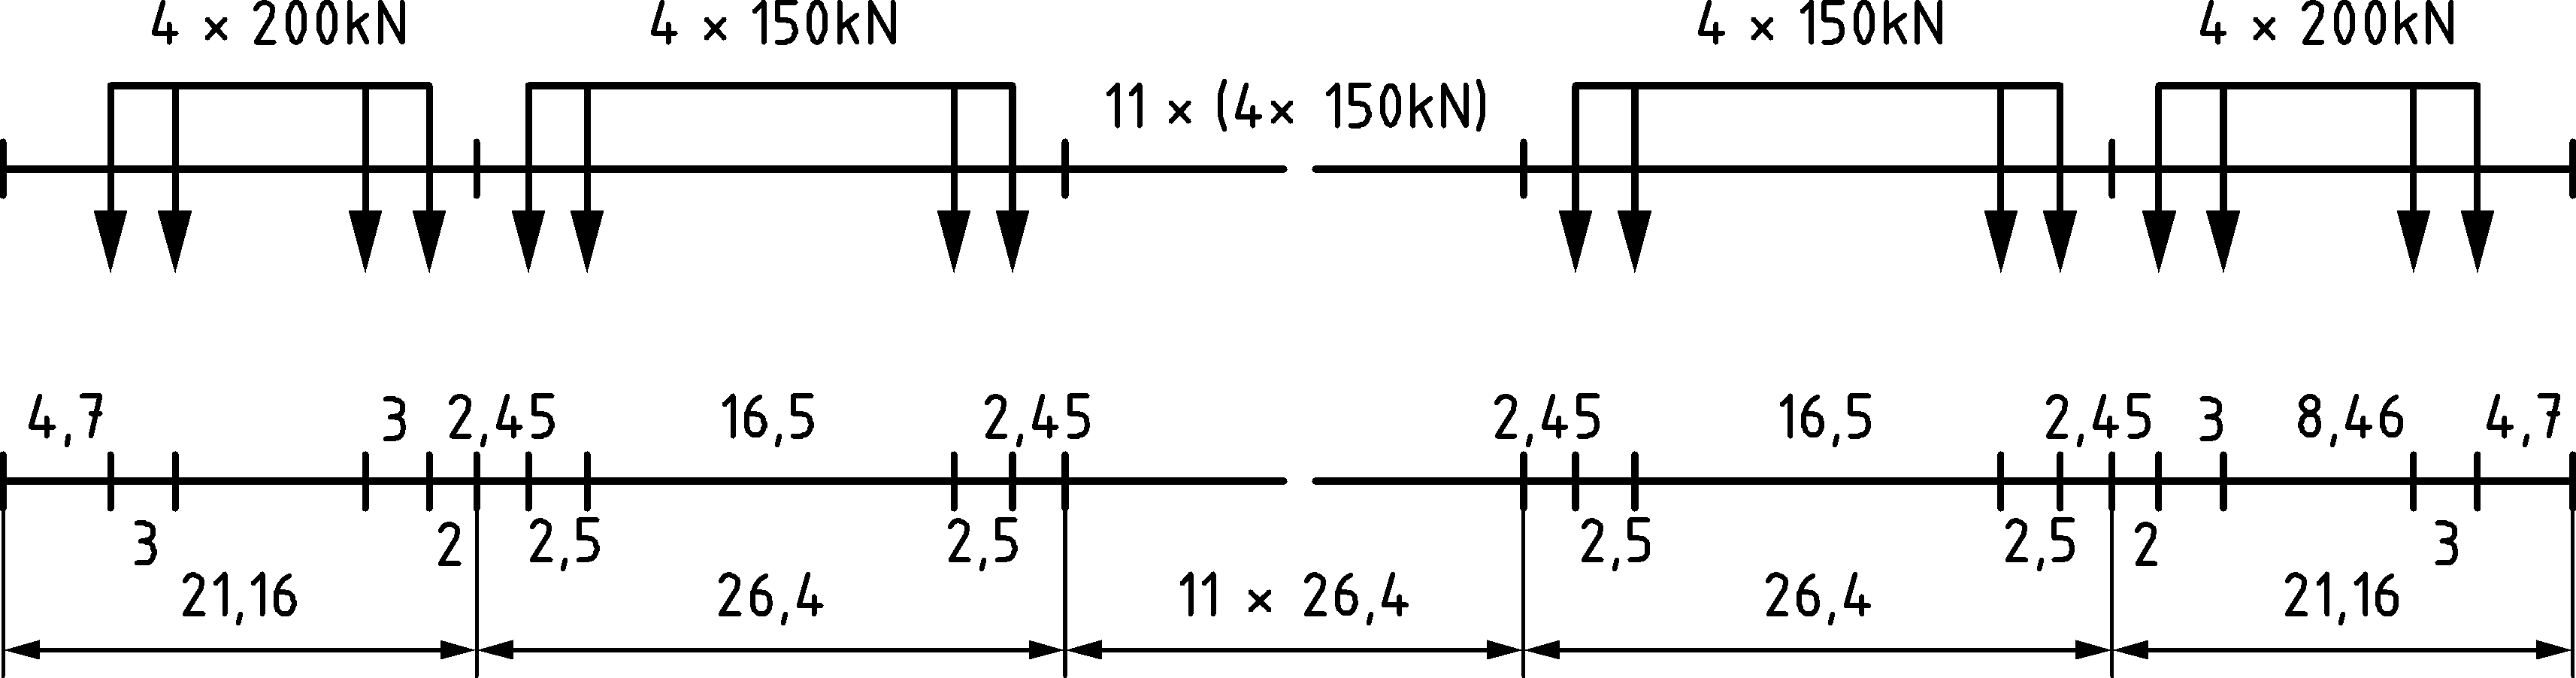 4 × 200kN 4 × 150kN 4 × 150kN 4 × 200kN
11 × (4× 150kN)
4,7 3 2,45 16,5 2,45 2,45 16,5 2,45 3 8,46 4,7
3 2 2,5 2,5 2,5 2,5 2 3
21,16 26,4 11 × 26,4 26,4 21,16